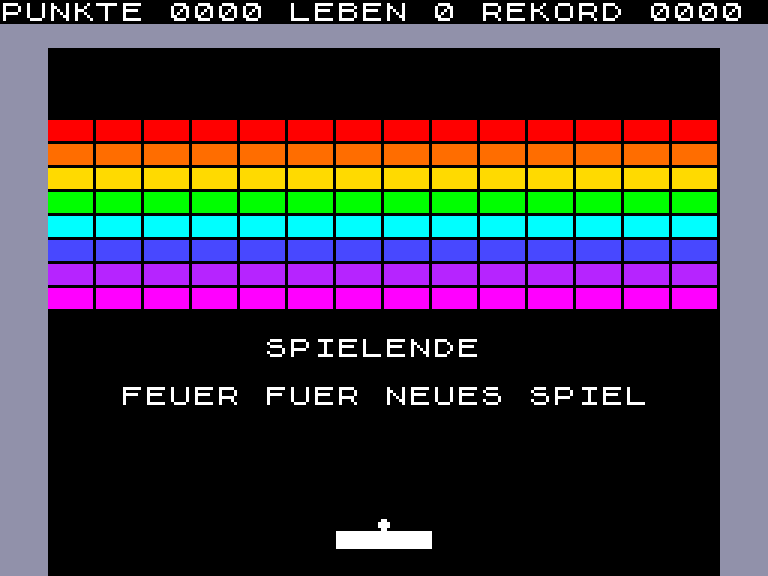 PUNKTE 0000 LEBEN 0 REKORD 0000
SPIELENDE
FEUER FUER NEUES SPIEL